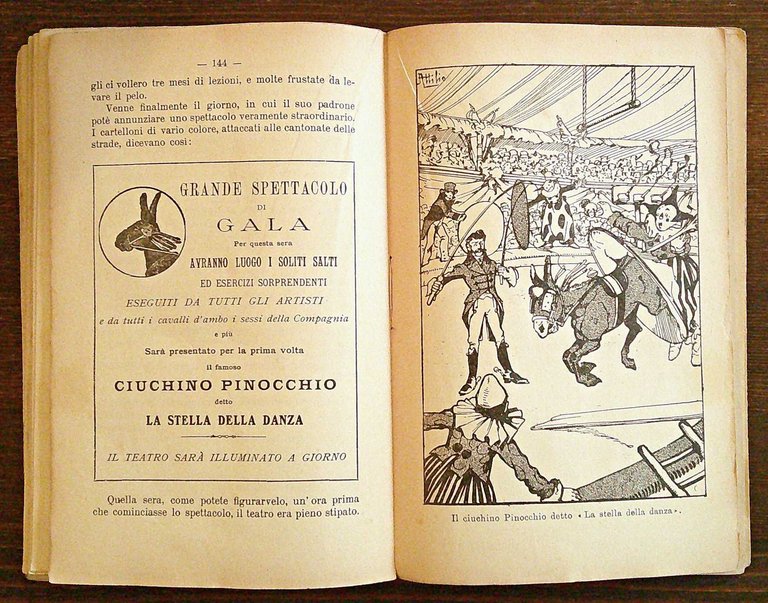 — 144 —
gli ci vollero tre mesi di lezioni, e molte frustate da le-
vare il pelo.
Venne finalmente il giorno, in cui il suo padrone
potè annunziare uno spettacolo veramente straordinario.
I cartelloni di vario colore, attaccati alle cantonate delle
strade, dicevano così:
GRANDE SPETTACOLO
DI
GALA
Per questa sera
AVRANNO LUOGO I SOLITI SALTI
ED ESERCIZI SORPRENDENTI
ESEGUITI DA TUTTI GLI ARTISTI
e da tutti i cavalli d'ambo i sessi della Compagnia
e più
Sarà presentato per la prima volta
il famoso
CIUCHINO PINOCCHIO
detto
LA STELLA DELLA DANZA
IL TEATRO SARÀ ILLUMINATO A GIORNO
Quella sera, come potete figurarvelo, un' ora prima
che cominciasse lo spettacolo, il teatro era pieno stipato.
Attilio
Il ciuchino Pinocchio detto « La stella della danza ».